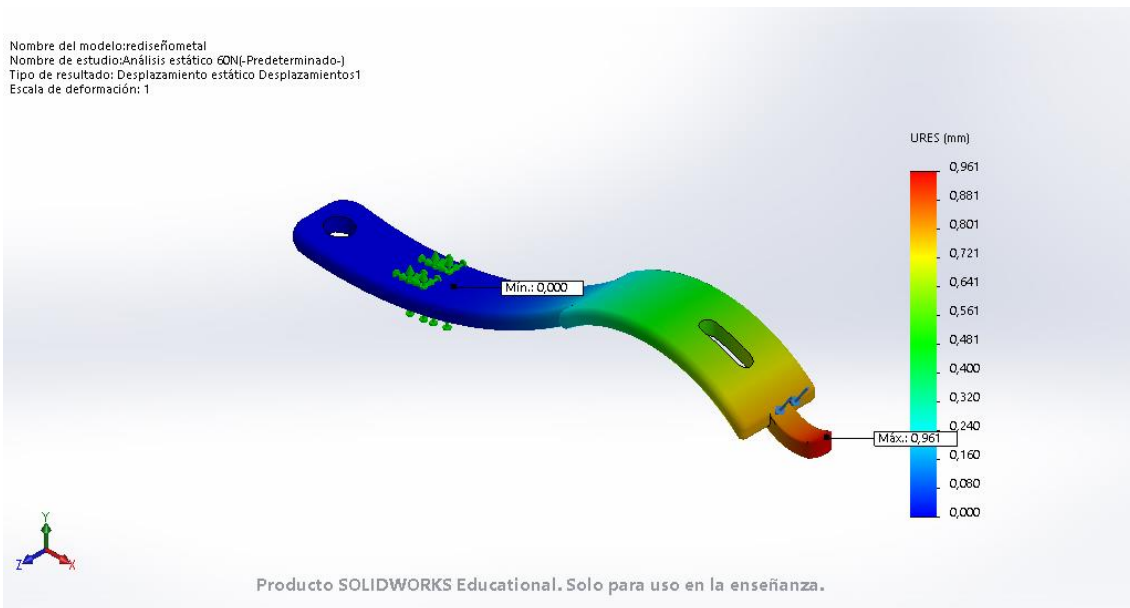 Nombre del modelo:rediseñometal
Nombre de estudio:Análisis estático 60N(-Predeterminado-)
Tipo de resultado: Desplazamiento estático Desplazamientos1
Escala de deformación: 1
URES (mm)
0,961
0,881
0,801
0,721
0,641
0,561
0,481
0,400
0,320
0,240
0,160
0,080
0,000
Mín.: 0,000
Máx.: 0,961
Y
Z
X
Producto SOLIDWORKS Educational. Solo para uso en la enseñanza.